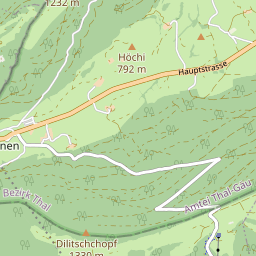 1232 m
Höchi
792 m
Hauptstrasse
nen
Bezirk Thal
Amtei Thal-Gäu
Dilitschchopf
1330 m